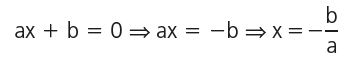 ax + b = 0 ⇒ ax = −b ⇒ x = −b/a